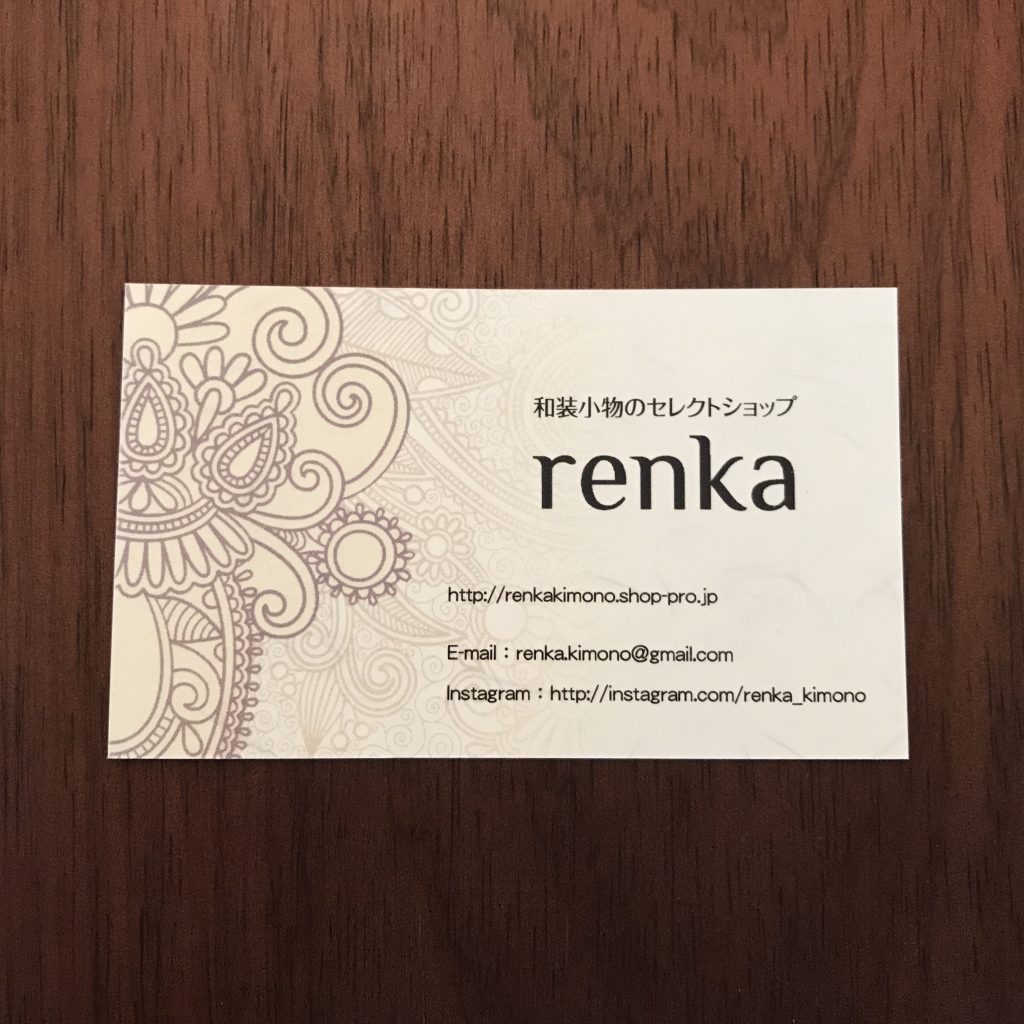 和装小物のセレクトショップ
renka
http://renkakimono.shop-pro.jp
E-mail：renka.kimono@gmail.com
Instagram：http://instagram.com/renka_kimono